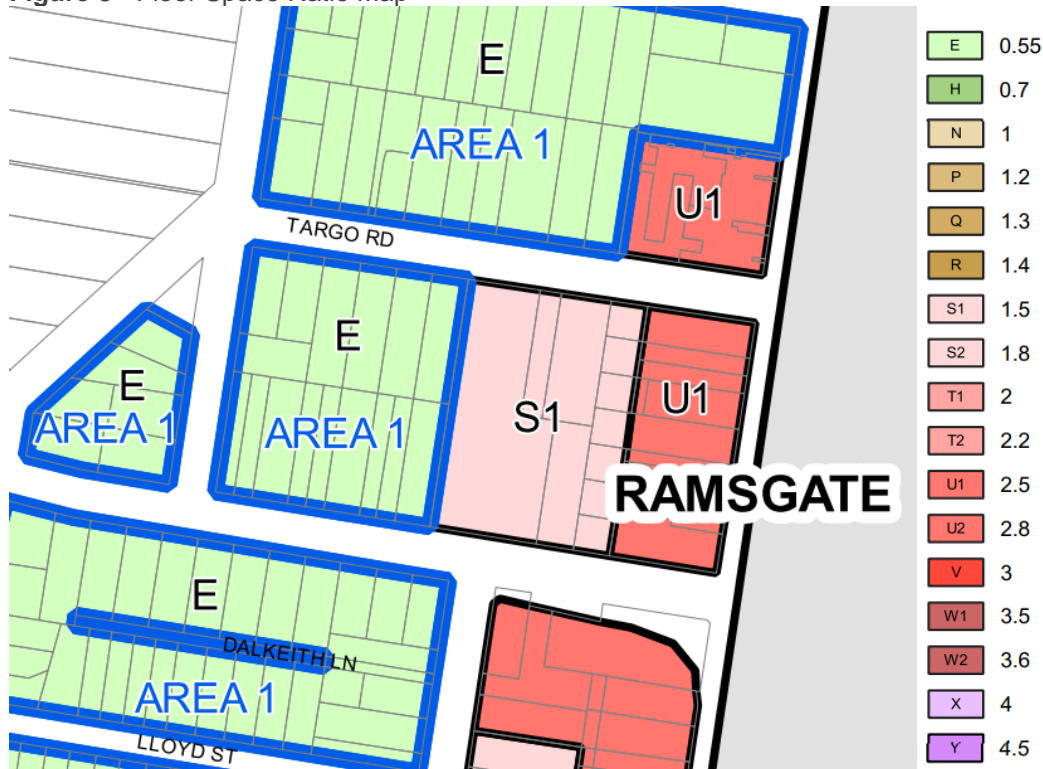 E
AREA 1
U1
TARGO RD
E
AREA 1
S1
U1
E
AREA 1
RAMSGATE
E
DALKEITH LN
AREA 1
LLOYD ST
E 0.55
H 0.7
N 1
P 1.2
Q 1.3
R 1.4
S1 1.5
S2 1.8
T1 2
T2 2.2
U1 2.5
U2 2.8
V 3
W1 3.5
W2 3.6
X 4
Y 4.5